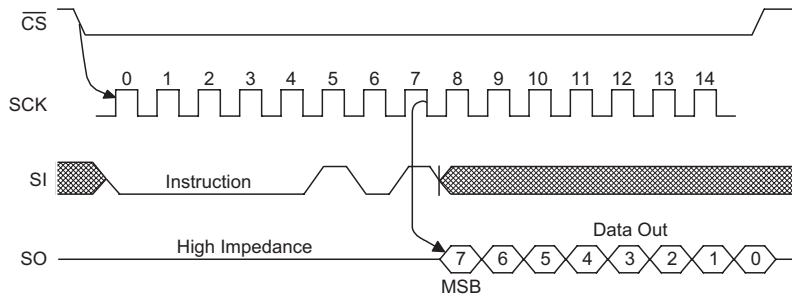 CS
0 1 2 3 4 5 6 7 8 9 10 11 12 13 14
SCK
SI
Instruction
Data Out
High Impedance
SO
7 6 5 4 3 2 1 0
MSB